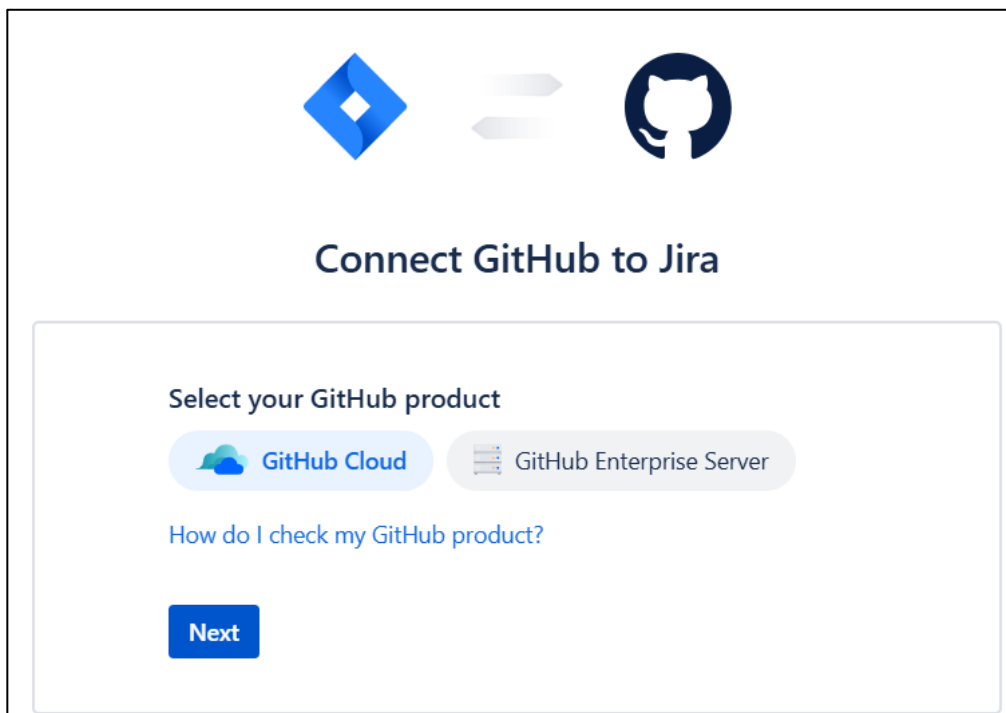 Connect GitHub to Jira
Select your GitHub product
GitHub Cloud
GitHub Enterprise Server
How do I check my GitHub product?
Next